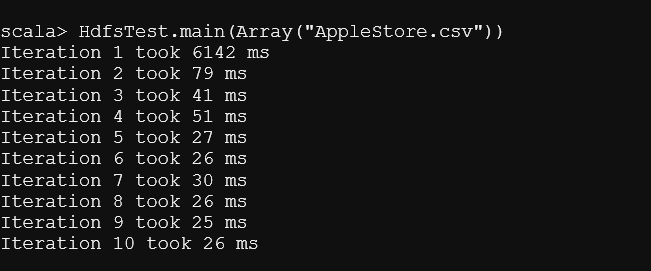 scala> HdfsTest.main(Array("AppleStore.csv"))
Iteration 1 took 6142 ms
Iteration 2 took 79 ms
Iteration 3 took 41 ms
Iteration 4 took 51 ms
Iteration 5 took 27 ms
Iteration 6 took 26 ms
Iteration 7 took 30 ms
Iteration 8 took 26 ms
Iteration 9 took 25 ms
Iteration 10 took 26 ms